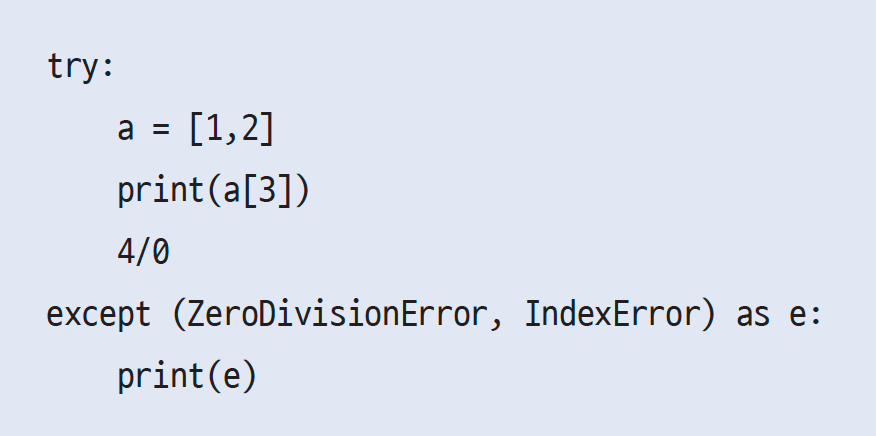 try:
    a = [1,2]
    print(a[3])
    4/0
except (ZeroDivisionError, IndexError) as e:
    print(e)